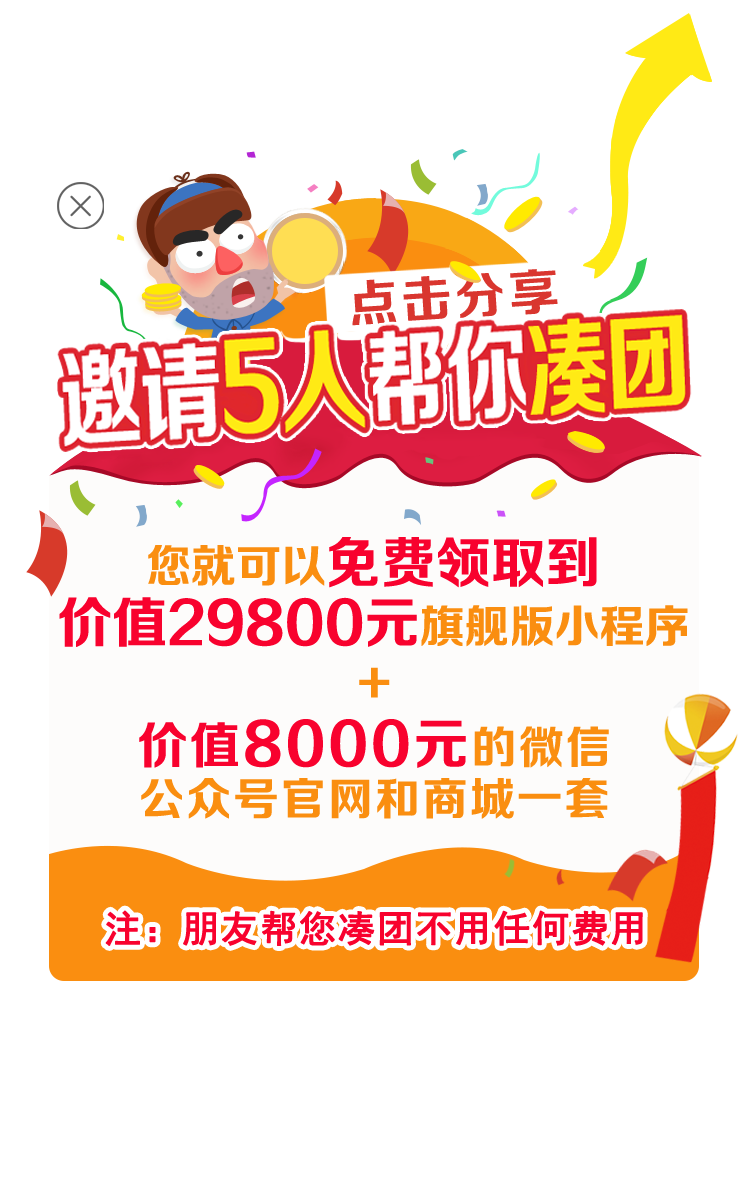 点击分享
邀请5人帮你凑团
您就可以免费领取到
价值29800元旗舰版小程序
+
价值8000元的微信
公众号官网和商城一套
注：朋友帮您凑团不用任何费用